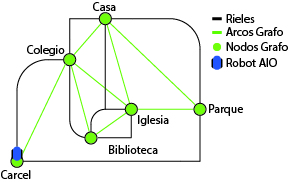 Casa
Rieles
Arcos Grafo
Nodos Grafo
Robot AIO
Colegio
Iglesia
Parque
Biblioteca
Carcel